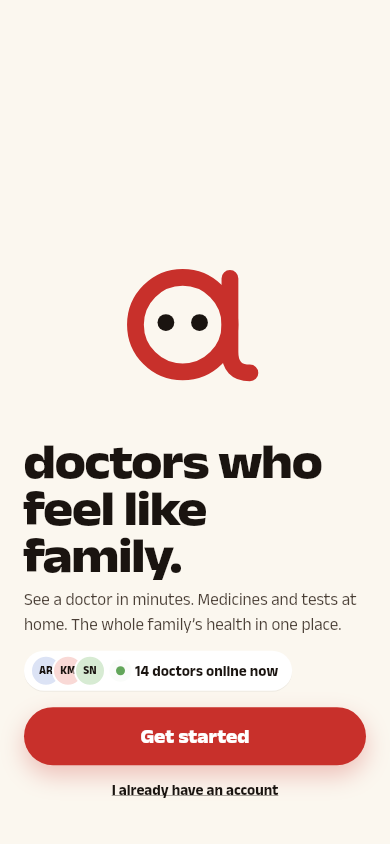 a
doctors who
feel like
family.
See a doctor in minutes. Medicines and tests at
home. The whole family’s health in one place.
AR KM SN 14 doctors online now
Get started
I already have an account